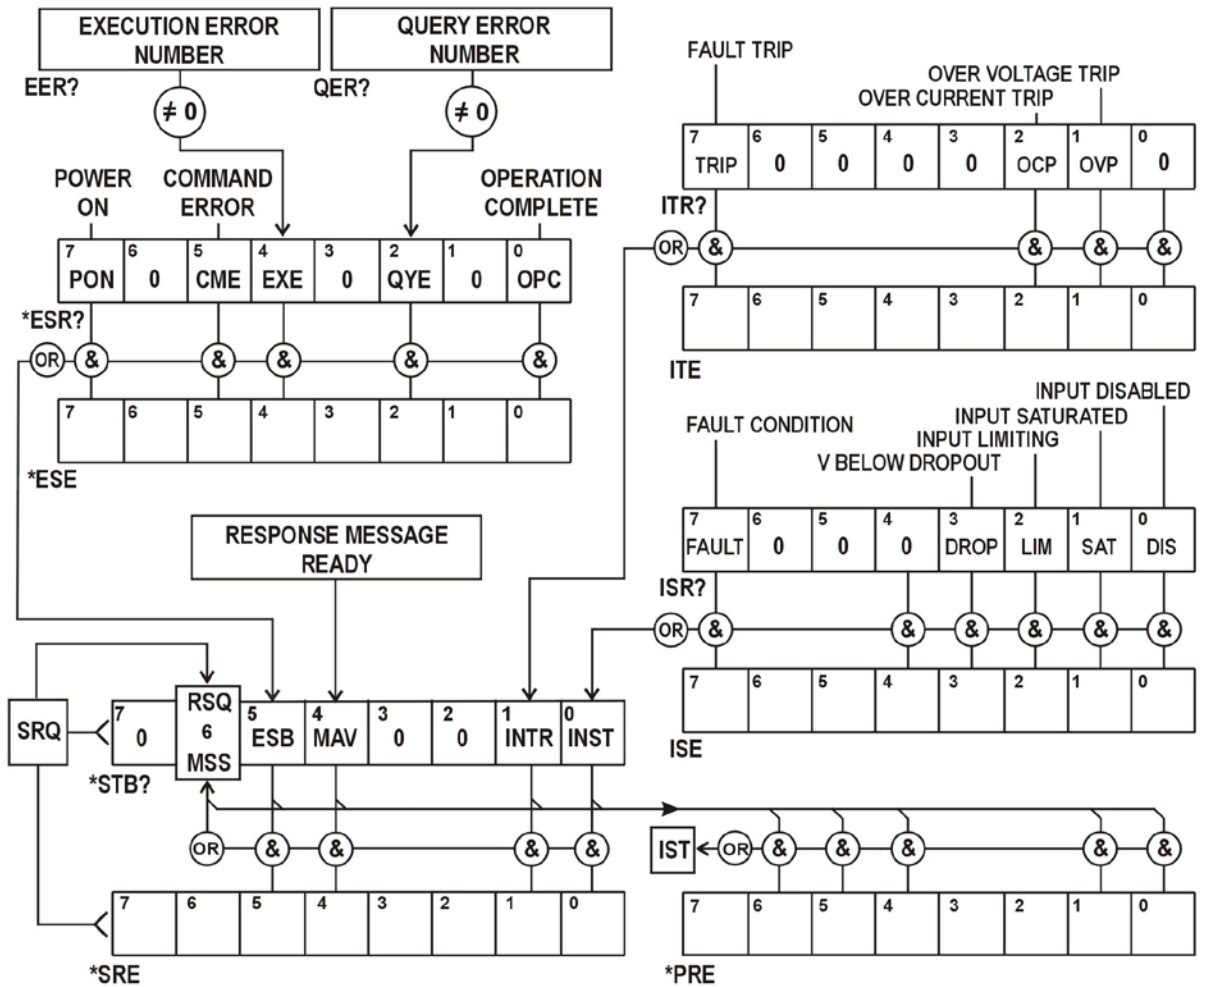 EXECUTION ERROR
NUMBER
QUERY ERROR
NUMBER
EER?
QER?
≠ 0
≠ 0
POWER
ON
COMMAND
ERROR
OPERATION
COMPLETE
7 6 5 4 3 2 1 0
PON 0 CME EXE 0 QYE 0 OPC
*ESR?
OR & & & & &
7 6 5 4 3 2 1 0
*ESE
FAULT TRIP
OVER VOLTAGE TRIP
OVER CURRENT TRIP
7 6 5 4 3 2 1 0
TRIP 0 0 0 0 OCP OVP 0
ITR?
OR & & & &
7 6 5 4 3 2 1 0
ITE
INPUT DISABLED
INPUT SATURATED
FAULT CONDITION
INPUT LIMITING
V BELOW DROPOUT
7 6 5 4 3 2 1 0
FAULT 0 0 0 DROP LIM SAT DIS
ISR?
OR & & & & & &
7 6 5 4 3 2 1 0
ISE
RESPONSE MESSAGE
READY
SRQ
RSQ
7 6 5 4 3 2 1 0
0 ESB MAV 0 0 INTR INST
MSS
*STB?
OR & & & &
7 6 5 4 3 2 1 0
*SRE
IST OR & & & & &
7 6 5 4 3 2 1 0
*PRE